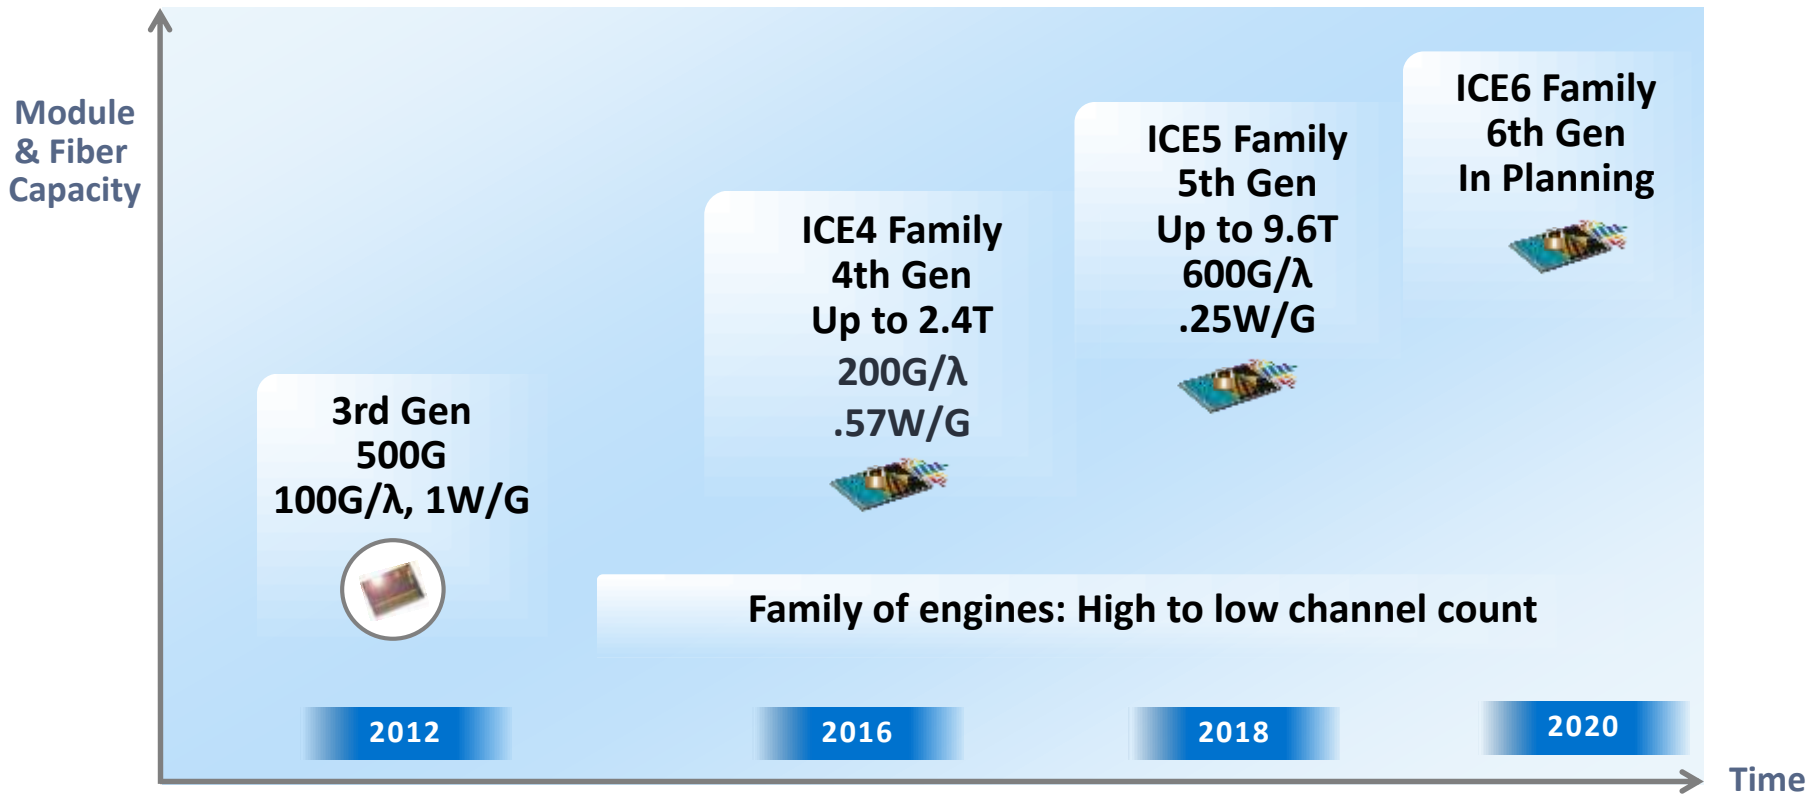 Module
& Fiber
Capacity
ICE6 Family
6th Gen
In Planning
ICE5 Family
5th Gen
Up to 9.6T
600G/λ
.25W/G
ICE4 Family
4th Gen
Up to 2.4T
200G/λ
.57W/G
3rd Gen
500G
100G/λ, 1W/G
Family of engines: High to low channel count
2012
2016
2018
2020
Time